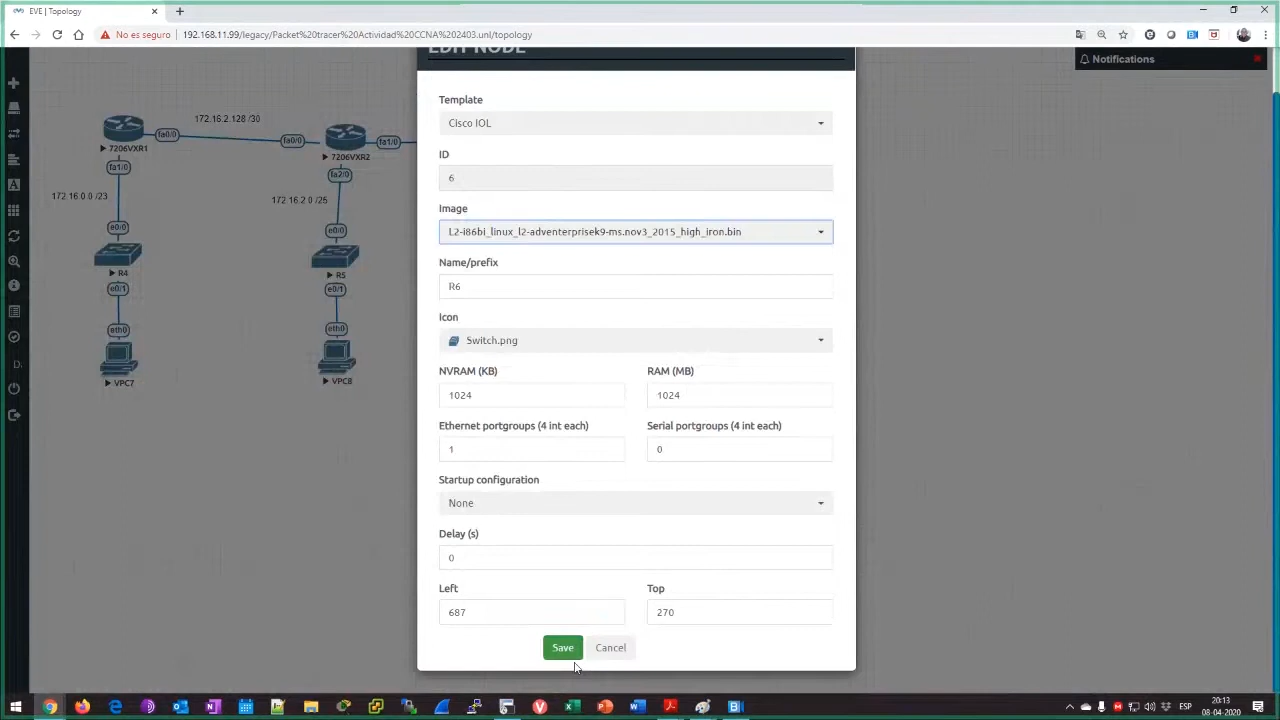 EVE | Topology
No es seguro | 192.168.11.99/legacy/Packet%20tracer%20Actividad%20CCNA%202403.unl/topology
EDIT NODE
Notifications
172.16.2.128 /30
fa0/0
fa0/0
fa1/0
7206VXR1
7206VXR2
fa1/0
fa2/0
172.16.0.0 /23
172.16.2.0 /25
e0/0
e0/0
R4
R5
e0/1
e0/1
eth0
eth0
VPC7
VPC8
Template
Cisco IOL
ID
6
Image
L2-i86bi_linux_l2-adventerprisek9-ms.nov3_2015_high_iron.bin
Name/prefix
R6
Icon
Switch.png
NVRAM (KB) RAM (MB)
1024 1024
Ethernet portgroups (4 int each) Serial portgroups (4 int each)
1 0
Startup configuration
None
Delay (s)
0
Left Top
687 270
Save Cancel
ESP
20:13
08-04-2020